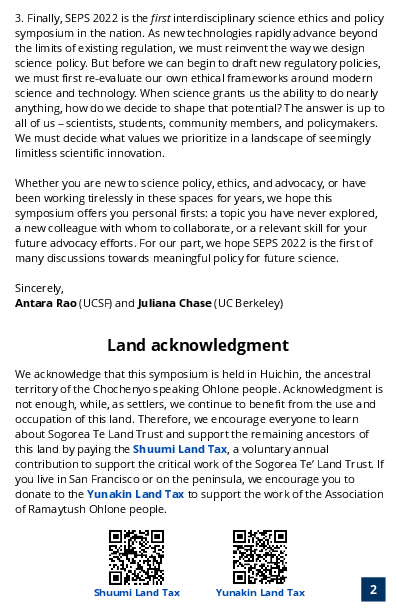 3. Finally, SEPS 2022 is the first interdisciplinary science ethics and policy
symposium in the nation. As new technologies rapidly advance beyond
the limits of existing regulation, we must reinvent the way we design
science policy. But before we can begin to draft new regulatory policies,
we must first re-evaluate our own ethical frameworks around modern
science and technology. When science grants us the ability to do nearly
anything, how do we decide to shape that potential? The answer is up to
all of us – scientists, students, community members, and policymakers.
We must decide what values we prioritize in a landscape of seemingly
limitless scientific innovation.
Whether you are new to science policy, ethics, and advocacy, or have
been working tirelessly in these spaces for years, we hope this
symposium offers you personal firsts: a topic you have never explored,
a new colleague with whom to collaborate, or a relevant skill for your
future advocacy efforts. For our part, we hope SEPS 2022 is the first of
many discussions towards meaningful policy for future science.
Sincerely,
Antara Rao (UCSF) and Juliana Chase (UC Berkeley)
Land acknowledgment
We acknowledge that this symposium is held in Huichin, the ancestral
territory of the Chochenyo speaking Ohlone people. Acknowledgment is
not enough, while, as settlers, we continue to benefit from the use and
occupation of this land. Therefore, we encourage everyone to learn
about Sogorea Te Land Trust and support the remaining ancestors of
this land by paying the Shuumi Land Tax, a voluntary annual
contribution to support the critical work of the Sogorea Te’ Land Trust. If
you live in San Francisco or on the peninsula, we encourage you to
donate to the Yunakin Land Tax to support the work of the Association
of Ramaytush Ohlone people.
Shuumi Land Tax
Yunakin Land Tax
2